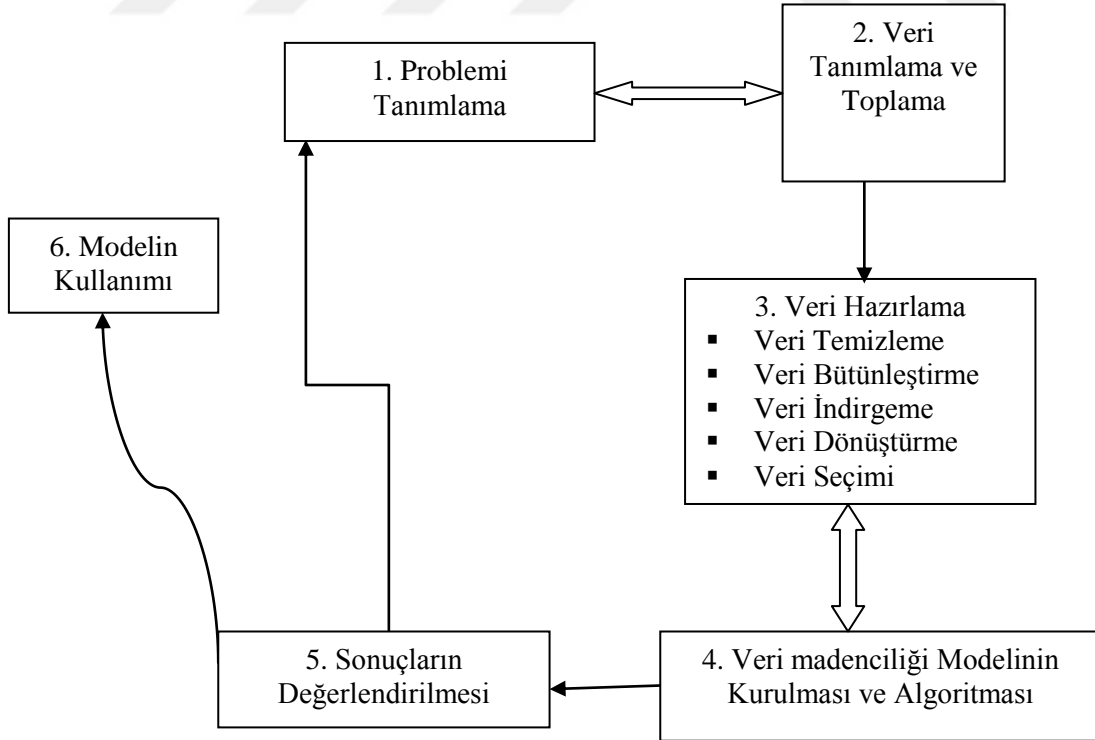 1. Problemi
Tanımlama
2. Veri
Tanımlama ve
Toplama
3. Veri Hazırlama
▪ Veri Temizleme
▪ Veri Bütünleştirme
▪ Veri İndirgeme
▪ Veri Dönüştürme
▪ Veri Seçimi
4. Veri madenciliği Modelinin
Kurulması ve Algoritması
5. Sonuçların
Değerlendirilmesi
6. Modelin
Kullanımı